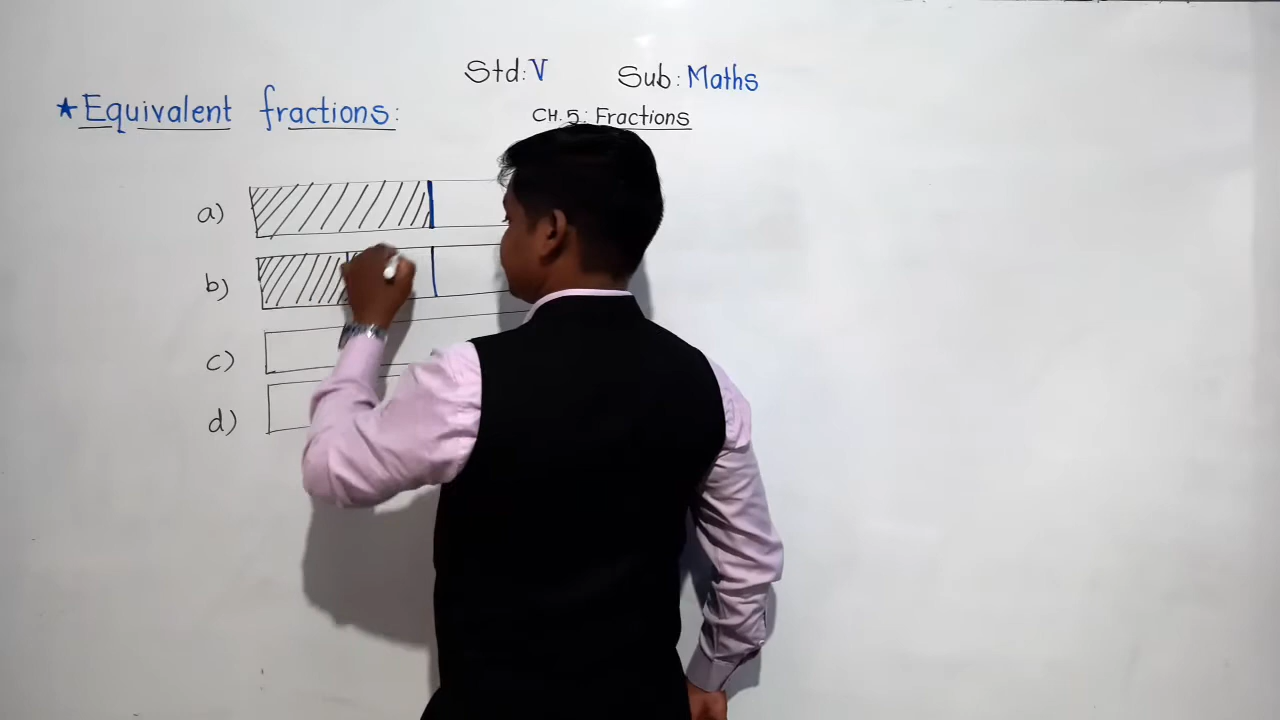 Std: V Sub: Maths
★ Equivalent fractions:
CH. 5: Fractions
a)
b)
c)
d)